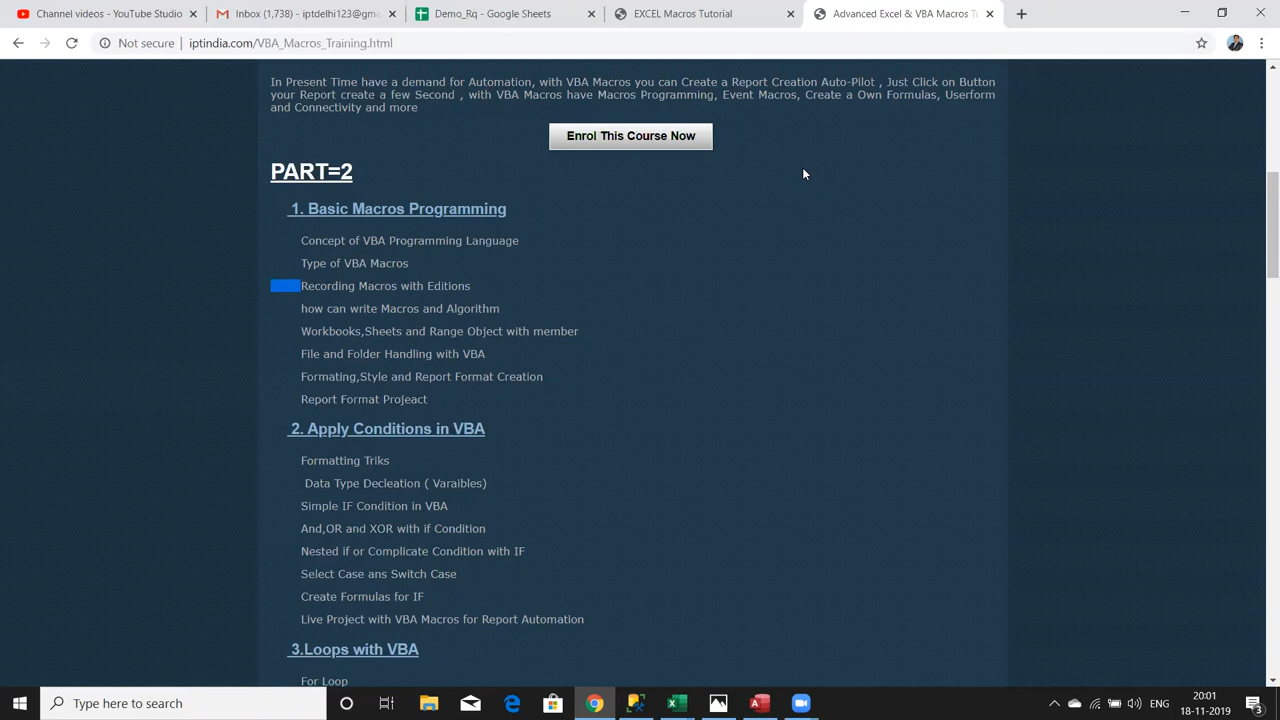 Channel videos - YouTube Studio
Inbox (1,738) - iptdelhi123@gm
Demo_Rq - Google Sheets
EXCEL Macros Tutorial
Advanced Excel & VBA Macros Tr
Not secure | iptindia.com/VBA_Macros_Training.html
In Present Time have a demand for Automation, with VBA Macros you can Create a Report Creation Auto-Pilot , Just Click on Button
your Report create a few Second , with VBA Macros have Macros Programming, Event Macros, Create a Own Formulas, Userform
and Connectivity and more
Enrol This Course Now
PART=2
1. Basic Macros Programming
Concept of VBA Programming Language
Type of VBA Macros
Recording Macros with Editions
how can write Macros and Algorithm
Workbooks,Sheets and Range Object with member
File and Folder Handling with VBA
Formating,Style and Report Format Creation
Report Format Projeact
2. Apply Conditions in VBA
Formatting Triks
Data Type Decleation ( Varaibles)
Simple IF Condition in VBA
And,OR and XOR with if Condition
Nested if or Complicate Condition with IF
Select Case ans Switch Case
Create Formulas for IF
Live Project with VBA Macros for Report Automation
3.Loops with VBA
For Loop
Type here to search
ENG
20:01
18-11-2019
3